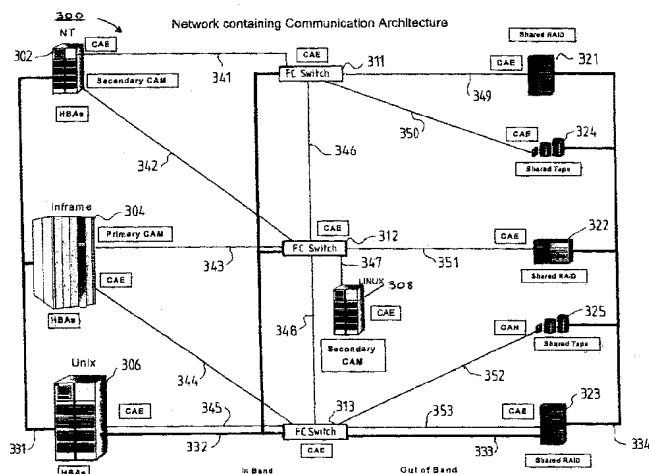 300
Network containing Communication Architecture
NT
302
CAE
341
Secondary CAM
HBAs
342
CAE
FC Switch
311
346
Shared RAID
CAE
321
349
350
CAE
324
Shared Tape
Inframe
304
Primary CAM
343
CAE
HBAs
344
CAE
FC Switch
312
347
LINUX
308
CAE
348
Secondary CAM
351
CAE
322
Shared RAID
325
Shared Tape
352
Unix
306
CAE
345
332
331
HBAs
313
FC Switch
CAE
353
333
CAE
323
Shared RAID
334
In Band
Out of Band